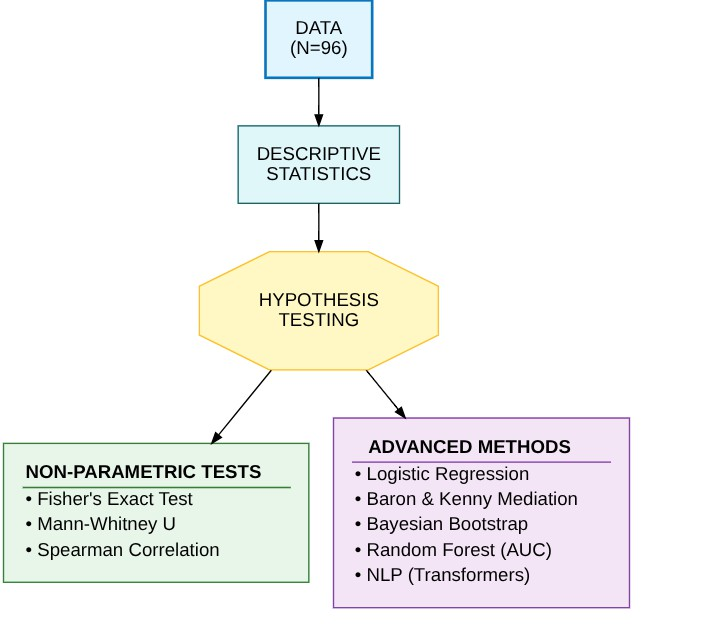 DATA
(N=96)
DESCRIPTIVE
STATISTICS
HYPOTHESIS
TESTING
NON-PARAMETRIC TESTS
• Fisher's Exact Test
• Mann-Whitney U
• Spearman Correlation
ADVANCED METHODS
• Logistic Regression
• Baron & Kenny Mediation
• Bayesian Bootstrap
• Random Forest (AUC)
• NLP (Transformers)